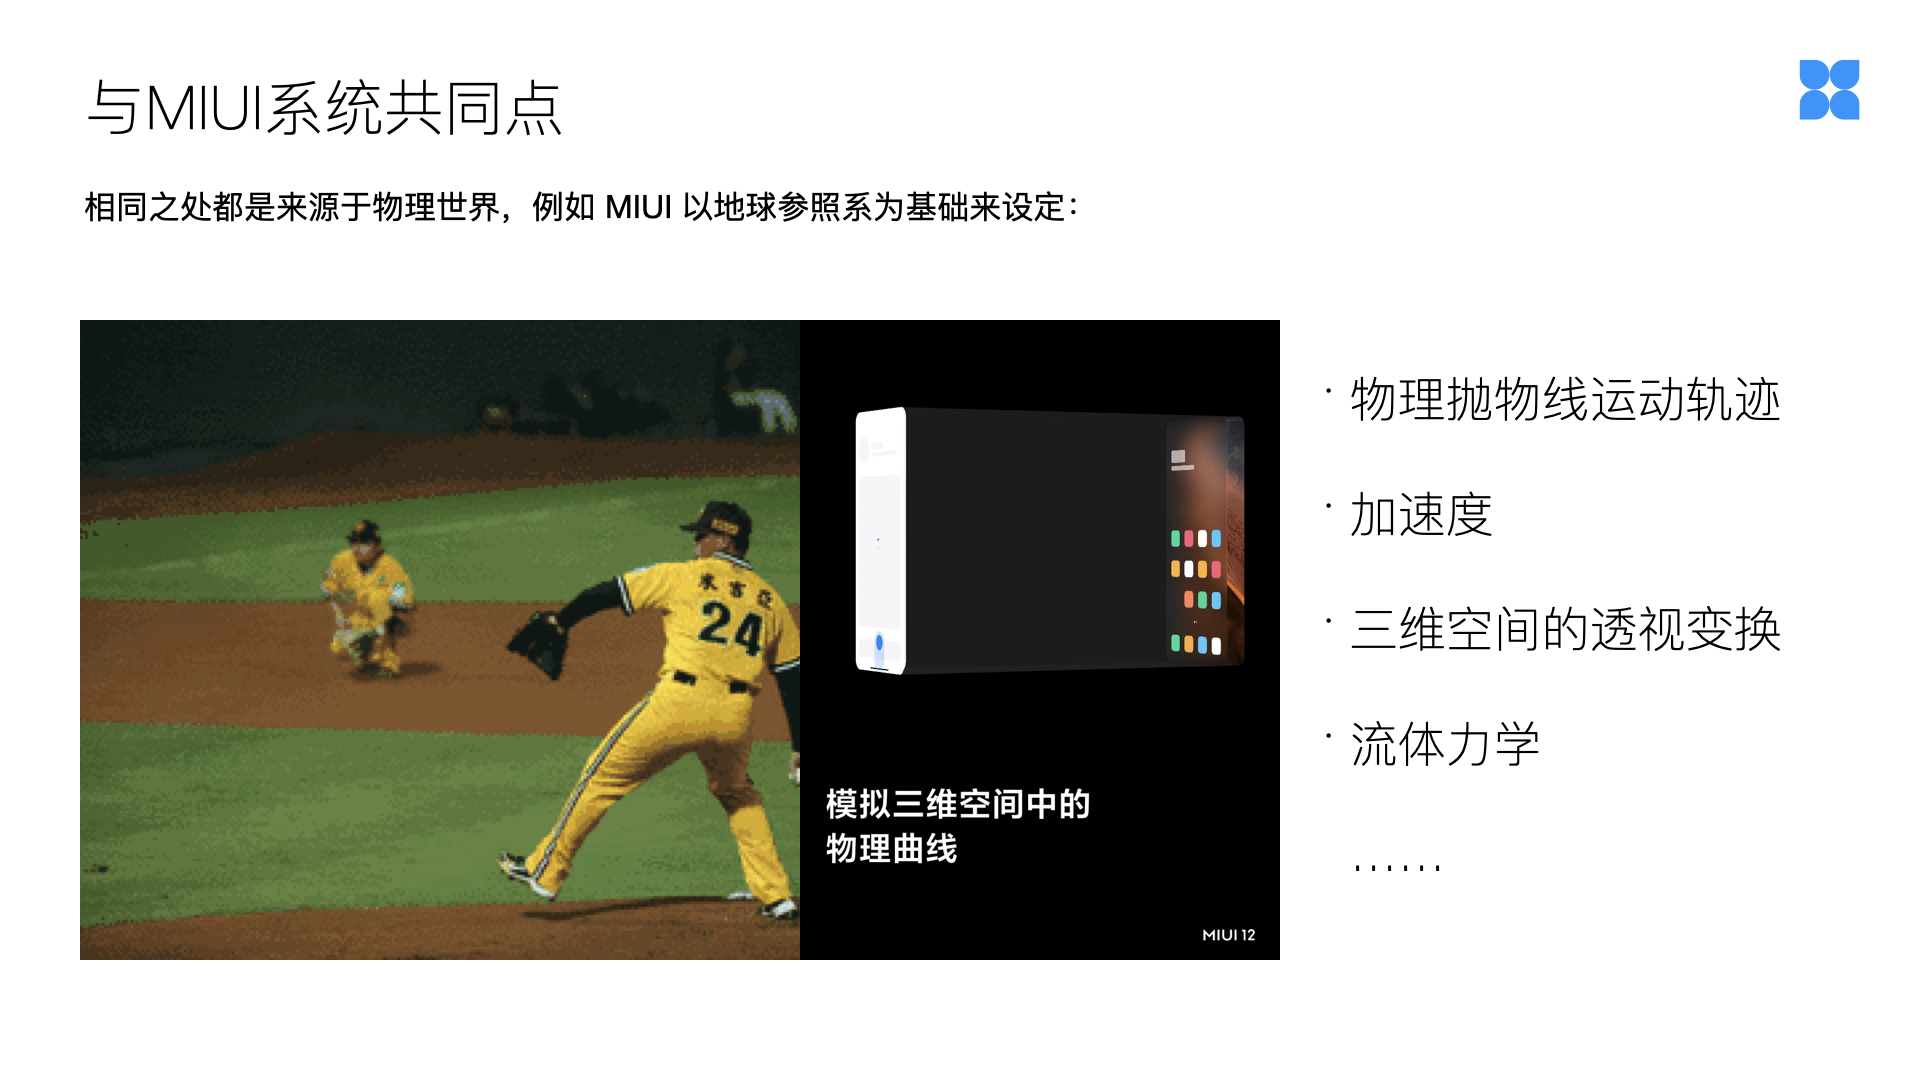 与MIUI系统共同点
相同之处都是来源于物理世界，例如 MIUI 以地球参照系为基础来设定：
24
模拟三维空间中的
物理曲线
MIUI 12
· 物理抛物线运动轨迹
· 加速度
· 三维空间的透视变换
· 流体力学
......